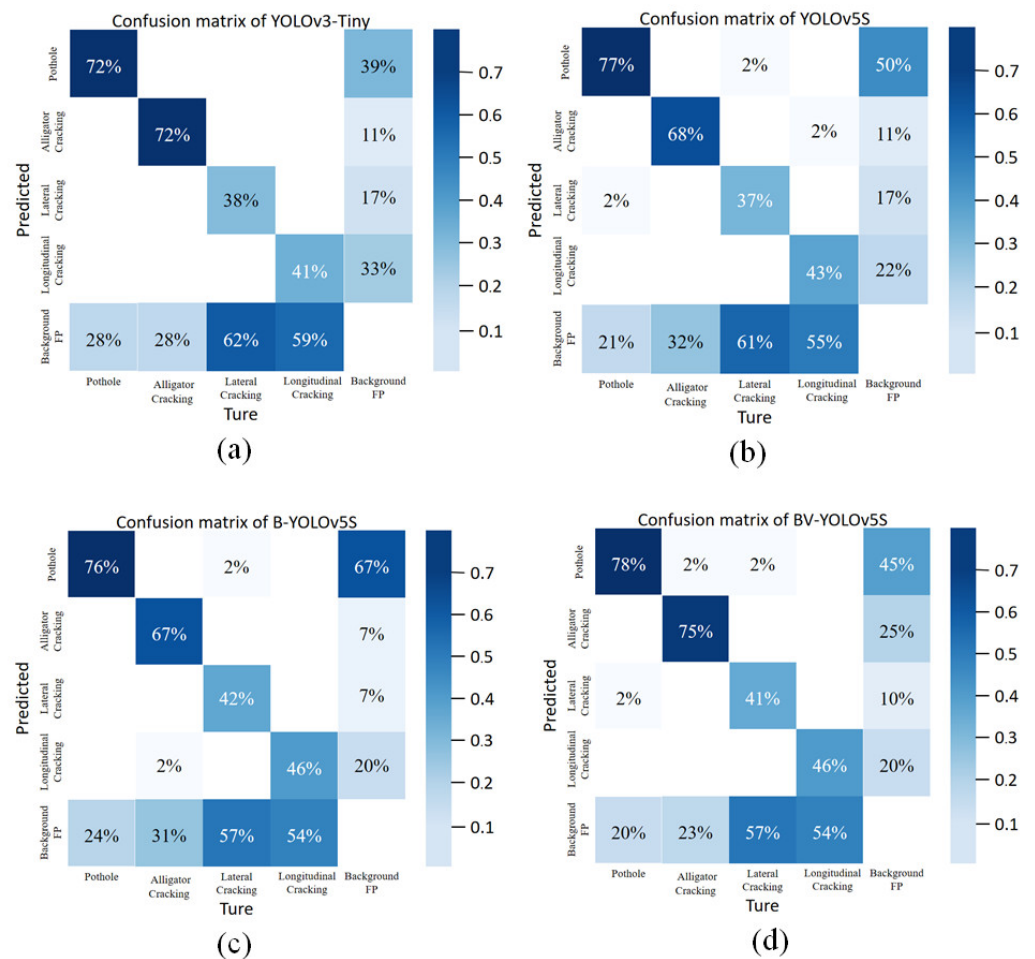 Confusion matrix of YOLOv3-Tiny
Predicted
Pothole
72%
39%
0.7
Alligator
Cracking
72%
11%
0.6
0.5
Lateral
Cracking
38%
17%
0.4
0.3
Longitudinal
Cracking
41%
33%
0.2
Background
FP
28%
28%
62%
59%
0.1
Pothole
Alligator
Cracking
Lateral
Cracking
Longitudinal
Cracking
Background
FP
Ture
(a)
Confusion matrix of YOLOv5S
Predicted
Pothole
77%
2%
50%
0.7
Alligator
Cracking
68%
2%
11%
0.6
0.5
Lateral
Cracking
2%
37%
17%
0.4
0.3
Longitudinal
Cracking
43%
22%
0.2
Background
FP
21%
32%
61%
55%
0.1
Pothole
Alligator
Cracking
Lateral
Cracking
Longitudinal
Cracking
Background
FP
Ture
(b)
Confusion matrix of B-YOLOv5S
Predicted
Pothole
76%
2%
67%
0.7
Alligator
Cracking
67%
7%
0.6
0.5
Lateral
Cracking
42%
7%
0.4
0.3
Longitudinal
Cracking
2%
46%
20%
0.2
Background
FP
24%
31%
57%
54%
0.1
Pothole
Alligator
Cracking
Lateral
Cracking
Longitudinal
Cracking
Background
FP
Ture
(c)
Confusion matrix of BV-YOLOv5S
Predicted
Pothole
78%
2%
2%
45%
0.7
Alligator
Cracking
75%
25%
0.6
0.5
Lateral
Cracking
2%
41%
10%
0.4
0.3
Longitudinal
Cracking
46%
20%
0.2
Background
FP
20%
23%
57%
54%
0.1
Pothole
Alligator
Cracking
Lateral
Cracking
Longitudinal
Cracking
Background
FP
Ture
(d)